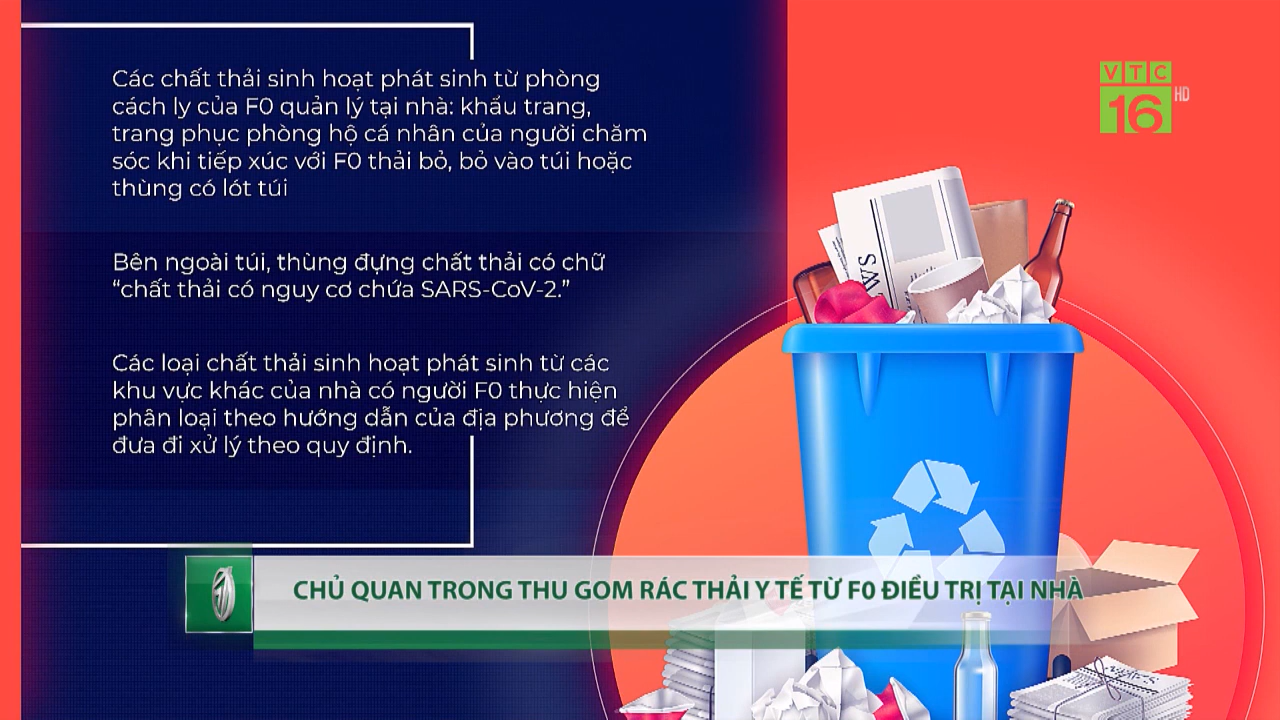 Các chất thải sinh hoạt phát sinh từ phòng
cách ly của F0 quản lý tại nhà: khẩu trang,
trang phục phòng hộ cá nhân của người chăm
sóc khi tiếp xúc với F0 thải bỏ, bỏ vào túi hoặc
thùng có lót túi
Bên ngoài túi, thùng đựng chất thải có chữ
“chất thải có nguy cơ chứa SARS-CoV-2.”
Các loại chất thải sinh hoạt phát sinh từ các
khu vực khác của nhà có người F0 thực hiện
phân loại theo hướng dẫn của địa phương để
đưa đi xử lý theo quy định.
VTC
16 HD
CHỦ QUAN TRONG THU GOM RÁC THẢI Y TẾ TỪ F0 ĐIỀU TRỊ TẠI NHÀ